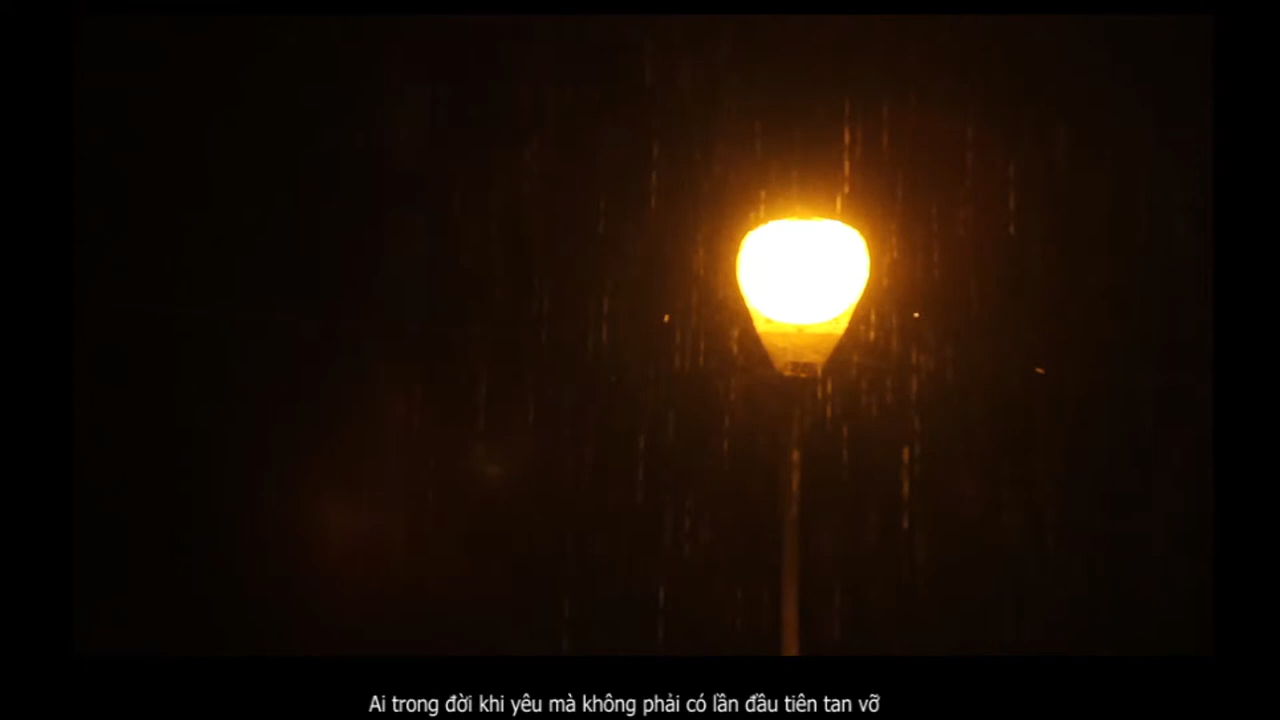 Ai trong đời khi yêu mà không phải có lần đầu tiên tan vỡ